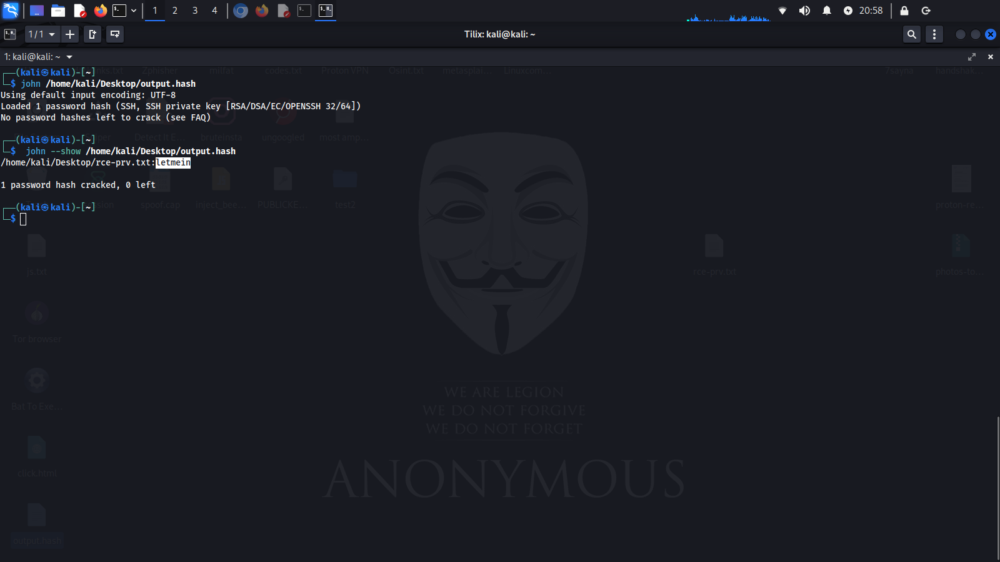 1 2 3 4 20:58
1/1 Tilix: kali@kali: ~
1: kali@kali: ~
nks.txt Zphisher milfat codes.txt Proton VPN Osint.txt metasplai... Linuxcom... 7sayna handshak...
┌──(kali㉿kali)-[~]
└─$ john /home/kali/Desktop/output.hash
Using default input encoding: UTF-8
Loaded 1 password hash (SSH, SSH private key [RSA/DSA/EC/OPENSSH 32/64])
No password hashes left to crack (see FAQ)
Detect It E... bruteinsta ungoogled most amp...
┌──(kali㉿kali)-[~]
└─$  john --show /home/kali/Desktop/output.hash
/home/kali/Desktop/rce-prv.txt:letmein
1 password hash cracked, 0 left
spoof.cap inject_bee... PUBLICKE... test2 proton-re...
┌──(kali㉿kali)-[~]
└─$
js.txt rce-prv.txt photos-to...
Tor browser
Bat To Exe...
click.html
output.hash
WE ARE LEGION
WE DO NOT FORGIVE
WE DO NOT FORGET
ANONYMOUS